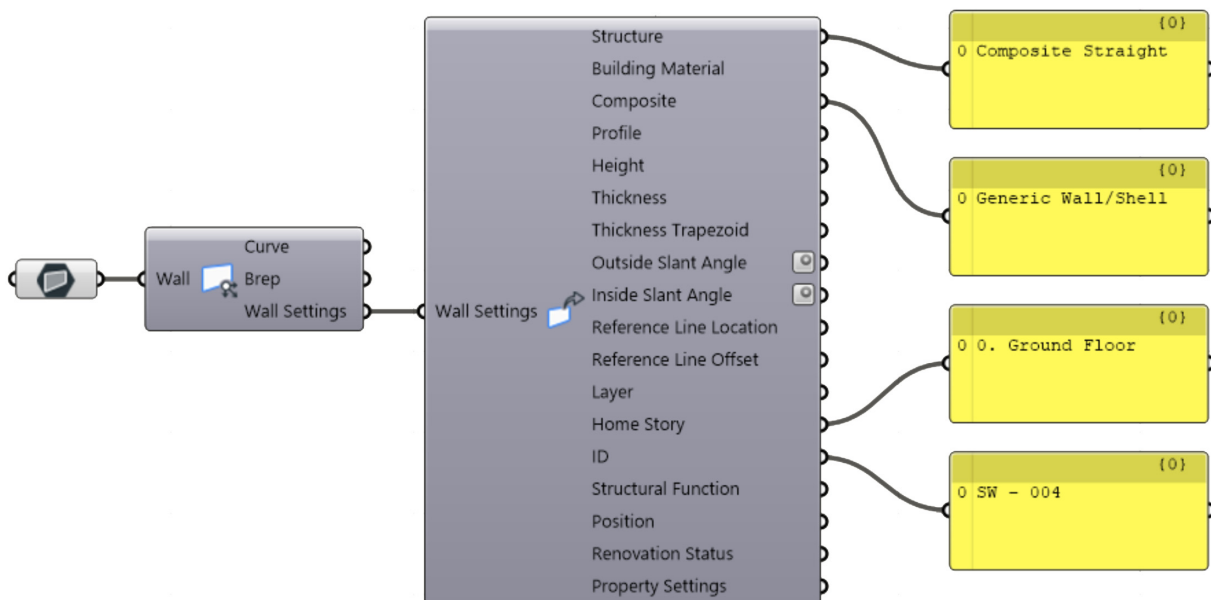 Wall
Curve
Brep
Wall Settings
Wall Settings
Structure
Building Material
Composite
Profile
Height
Thickness
Thickness Trapezoid
Outside Slant Angle
Inside Slant Angle
Reference Line Location
Reference Line Offset
Layer
Home Story
ID
Structural Function
Position
Renovation Status
Property Settings
{0}
0 Composite Straight
{0}
0 Generic Wall/Shell
{0}
0 0. Ground Floor
{0}
0 SW - 004